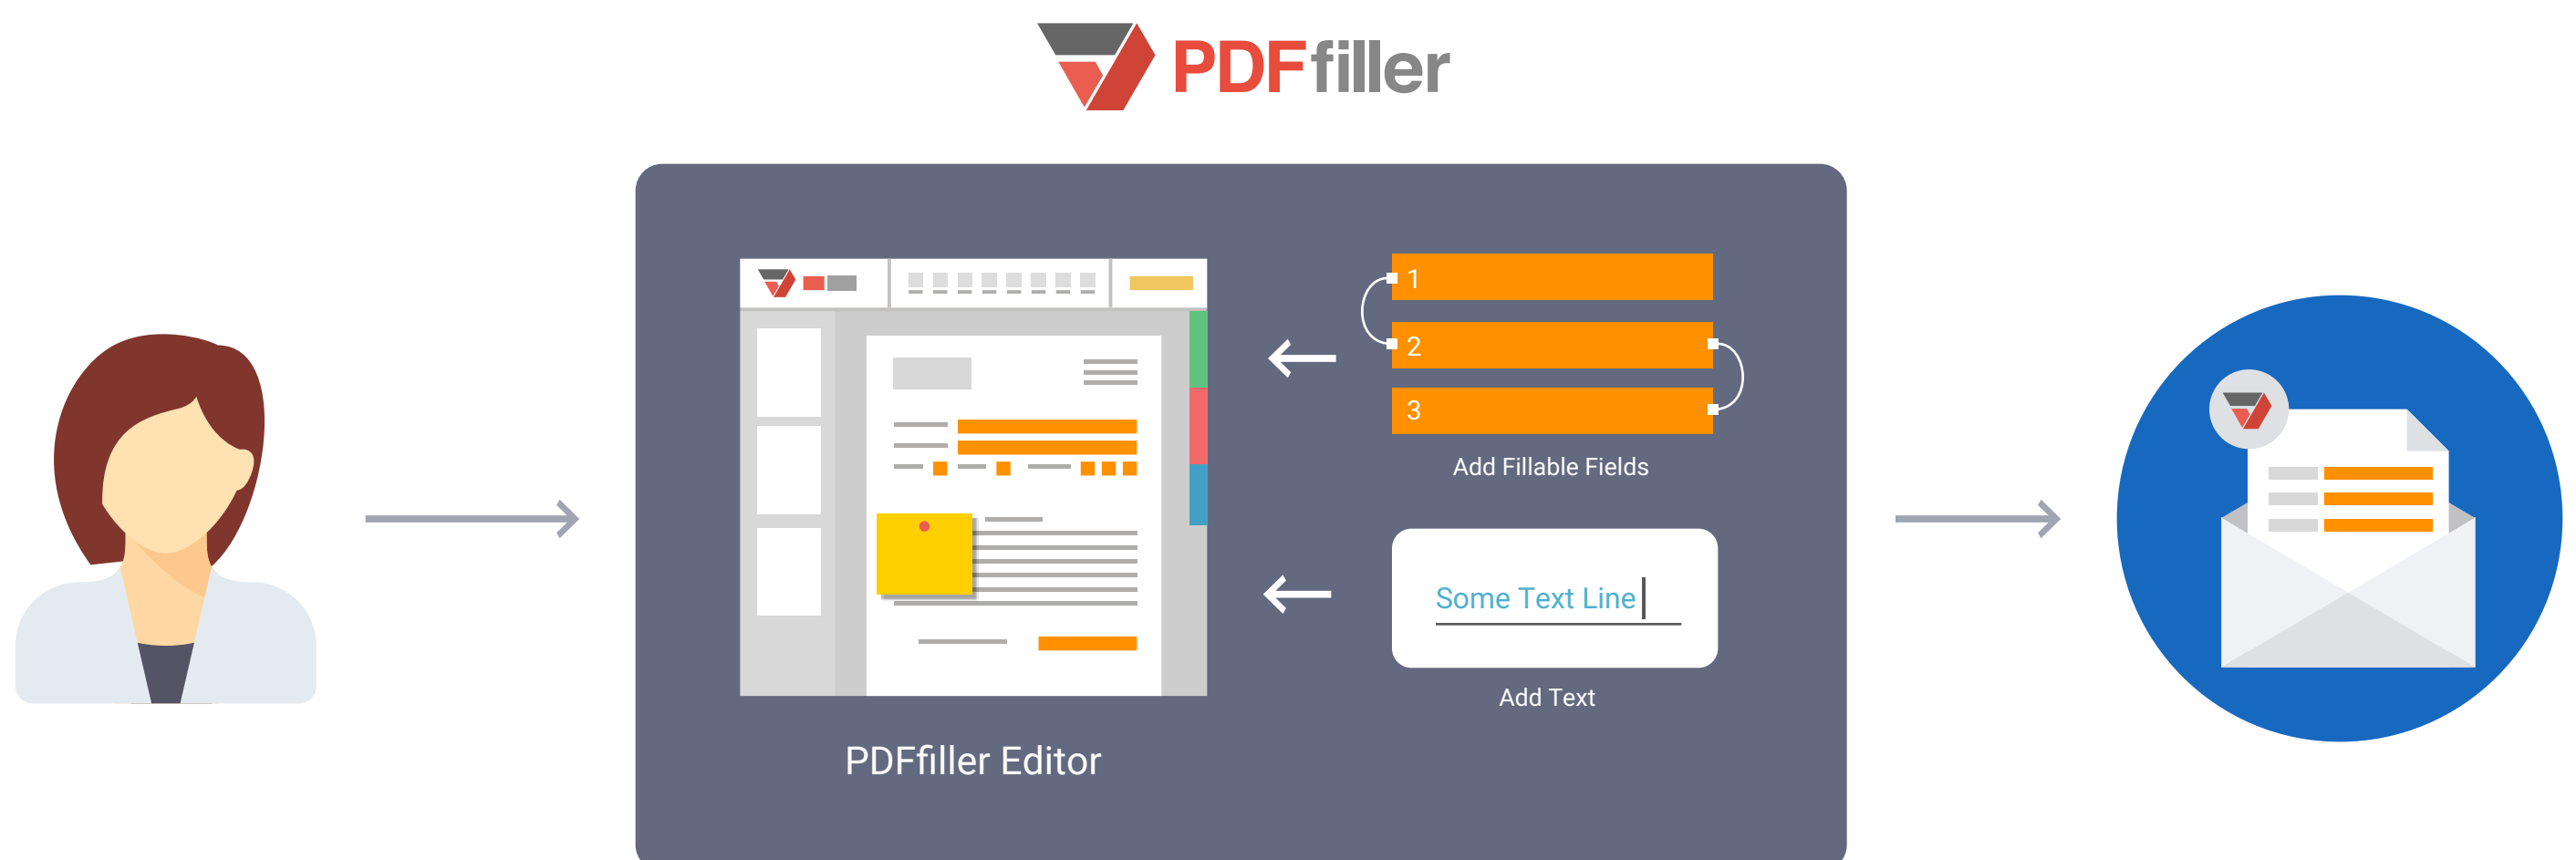 PDFfiller
1
2
3
Add Fillable Fields
Some Text Line
Add Text
PDFfiller Editor